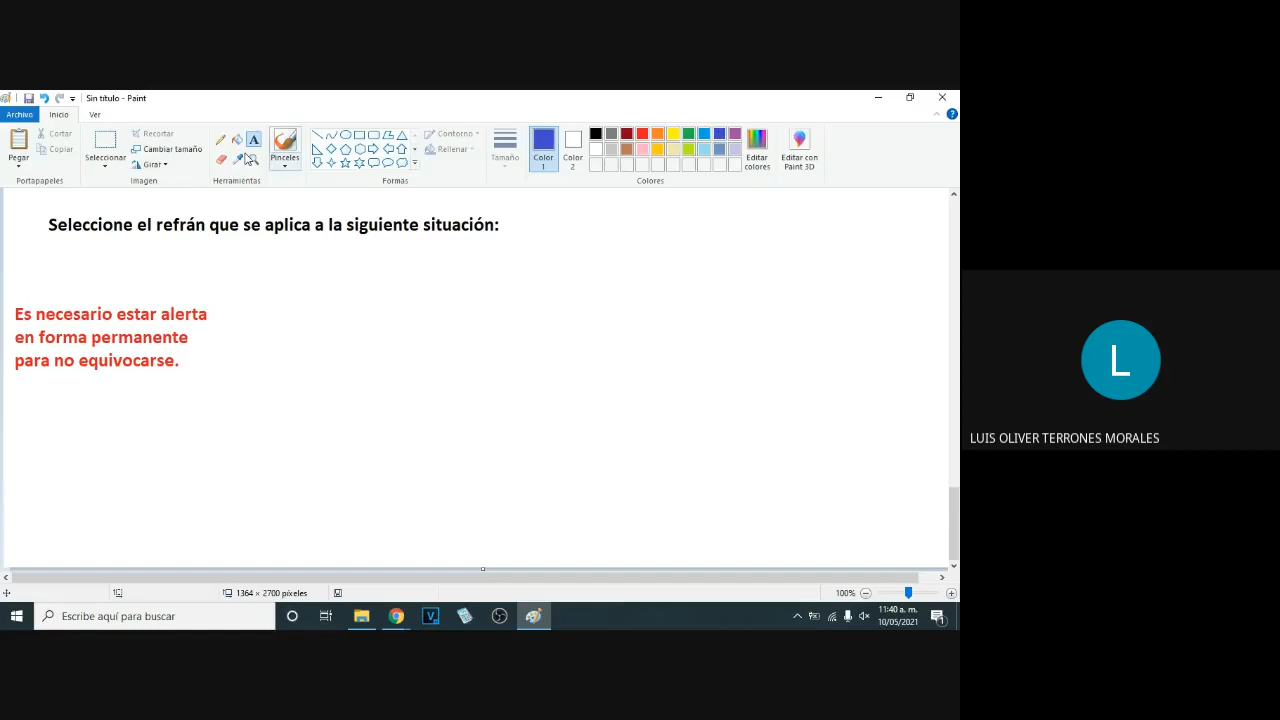 Sin título - Paint
Archivo
Inicio
Ver
Pegar
Cortar
Copiar
Portapapeles
Seleccionar
Recortar
Cambiar tamaño
Girar
Imagen
A
Herramientas
Pinceles
Contorno
Rellenar
Formas
Tamaño
Color
1
Color
2
Colores
Editar
colores
Editar con
Paint 3D
Seleccione el refrán que se aplica a la siguiente situación:
Es necesario estar alerta
en forma permanente
para no equivocarse.
L
LUIS OLIVER TERRONES MORALES
1364 × 2700 píxeles
100%
Escribe aquí para buscar
11:40 a. m.
10/05/2021